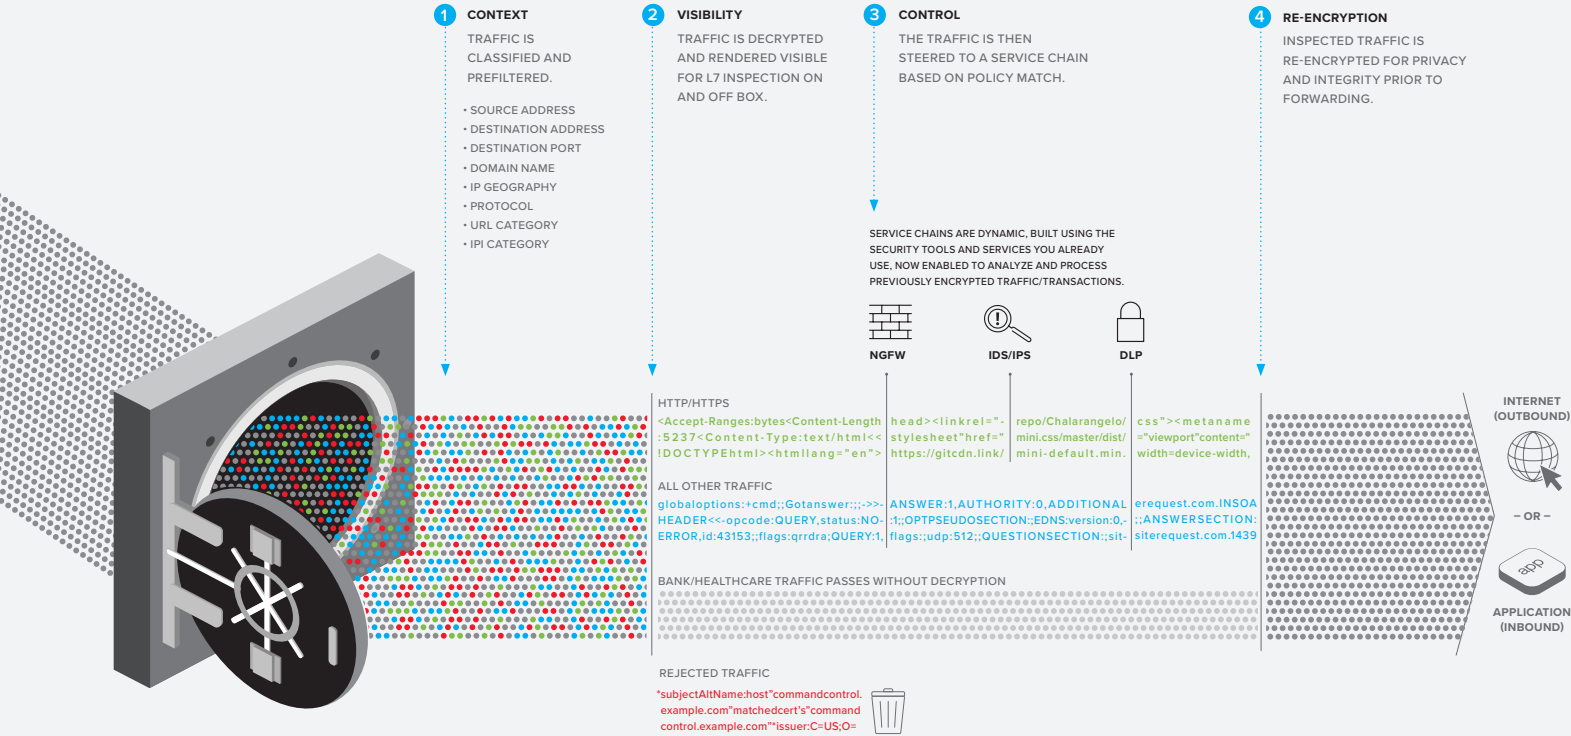 1 CONTEXT
TRAFFIC IS
CLASSIFIED AND
PREFILTERED.
• SOURCE ADDRESS
• DESTINATION ADDRESS
• DESTINATION PORT
• DOMAIN NAME
• IP GEOGRAPHY
• PROTOCOL
• URL CATEGORY
• IPI CATEGORY
2 VISIBILITY
TRAFFIC IS DECRYPTED
AND RENDERED VISIBLE
FOR L7 INSPECTION ON
AND OFF BOX.
3 CONTROL
THE TRAFFIC IS THEN
STEERED TO A SERVICE CHAIN
BASED ON POLICY MATCH.
SERVICE CHAINS ARE DYNAMIC, BUILT USING THE
SECURITY TOOLS AND SERVICES YOU ALREADY
USE, NOW ENABLED TO ANALYZE AND PROCESS
PREVIOUSLY ENCRYPTED TRAFFIC/TRANSACTIONS.
NGFW
IDS/IPS
DLP
4 RE-ENCRYPTION
INSPECTED TRAFFIC IS
RE-ENCRYPTED FOR PRIVACY
AND INTEGRITY PRIOR TO
FORWARDING.
HTTP/HTTPS
<Accept-Ranges:bytes<Content-Length
:5237<Content-Type:text/html<<
!DOCTYPEhtml><htmllang="en">
head><linkrel="-
stylesheet"href="
https://gitcdn.link/
repo/Chalarangelo/
mini.css/master/dist/
mini-default.min.
css"><metaname
="viewport"content="
width=device-width,
ALL OTHER TRAFFIC
globaloptions:+cmd;;Gotanswer:;;->>-
HEADER<<-opcode:QUERY,status:NO-
ERROR,id:43153;;flags:qrrdra;QUERY:1,
ANSWER:1,AUTHORITY:0,ADDITIONAL
:1;;OPTPSEUDOSECTION:;EDNS:version:0,-
flags:;udp:512;;QUESTIONSECTION:;sit-
erequest.com.INSOA
;;ANSWERSECTION:
siterequest.com.1439
BANK/HEALTHCARE TRAFFIC PASSES WITHOUT DECRYPTION
REJECTED TRAFFIC
*subjectAltName:host"commandcontrol.
example.com"matchedcert's"command
control.example.com"*issuer:C=US;O=
INTERNET
(OUTBOUND)
– OR –
app
APPLICATION
(INBOUND)